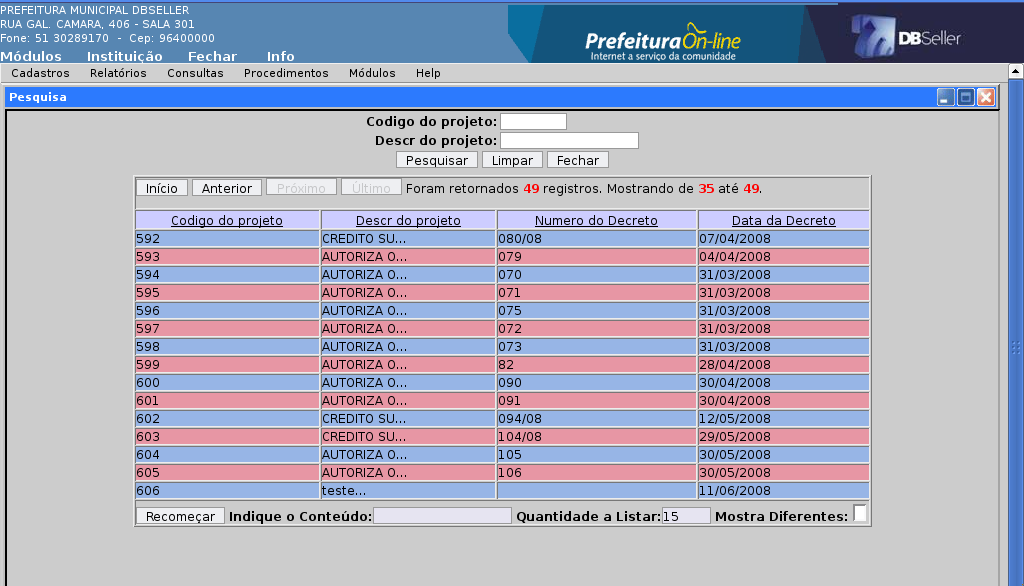 PREFEITURA MUNICIPAL DBSELLER
RUA GAL. CAMARA, 406 - SALA 301
Fone: 51 30289170 - Cep: 96400000
Módulos Instituição Fechar Info
PrefeituraOn-line
Internet a serviço da comunidade
DBSeller
Cadastros Relatórios Consultas Procedimentos Módulos Help
Pesquisa
Codigo do projeto:
Descr do projeto:
Pesquisar Limpar Fechar
Início Anterior Próximo Último Foram retornados 49 registros. Mostrando de 35 até 49.
Codigo do projeto Descr do projeto Numero do Decreto Data da Decreto
592 CREDITO SU... 080/08 07/04/2008
593 AUTORIZA O... 079 04/04/2008
594 AUTORIZA O... 070 31/03/2008
595 AUTORIZA O... 071 31/03/2008
596 AUTORIZA O... 075 31/03/2008
597 AUTORIZA O... 072 31/03/2008
598 AUTORIZA O... 073 31/03/2008
599 AUTORIZA O... 82 28/04/2008
600 AUTORIZA O... 090 30/04/2008
601 AUTORIZA O... 091 30/04/2008
602 CREDITO SU... 094/08 12/05/2008
603 CREDITO SU... 104/08 29/05/2008
604 AUTORIZA O... 105 30/05/2008
605 AUTORIZA O... 106 30/05/2008
606 teste... 11/06/2008
Recomeçar Indique o Conteúdo: Quantidade a Listar: 15 Mostra Diferentes: